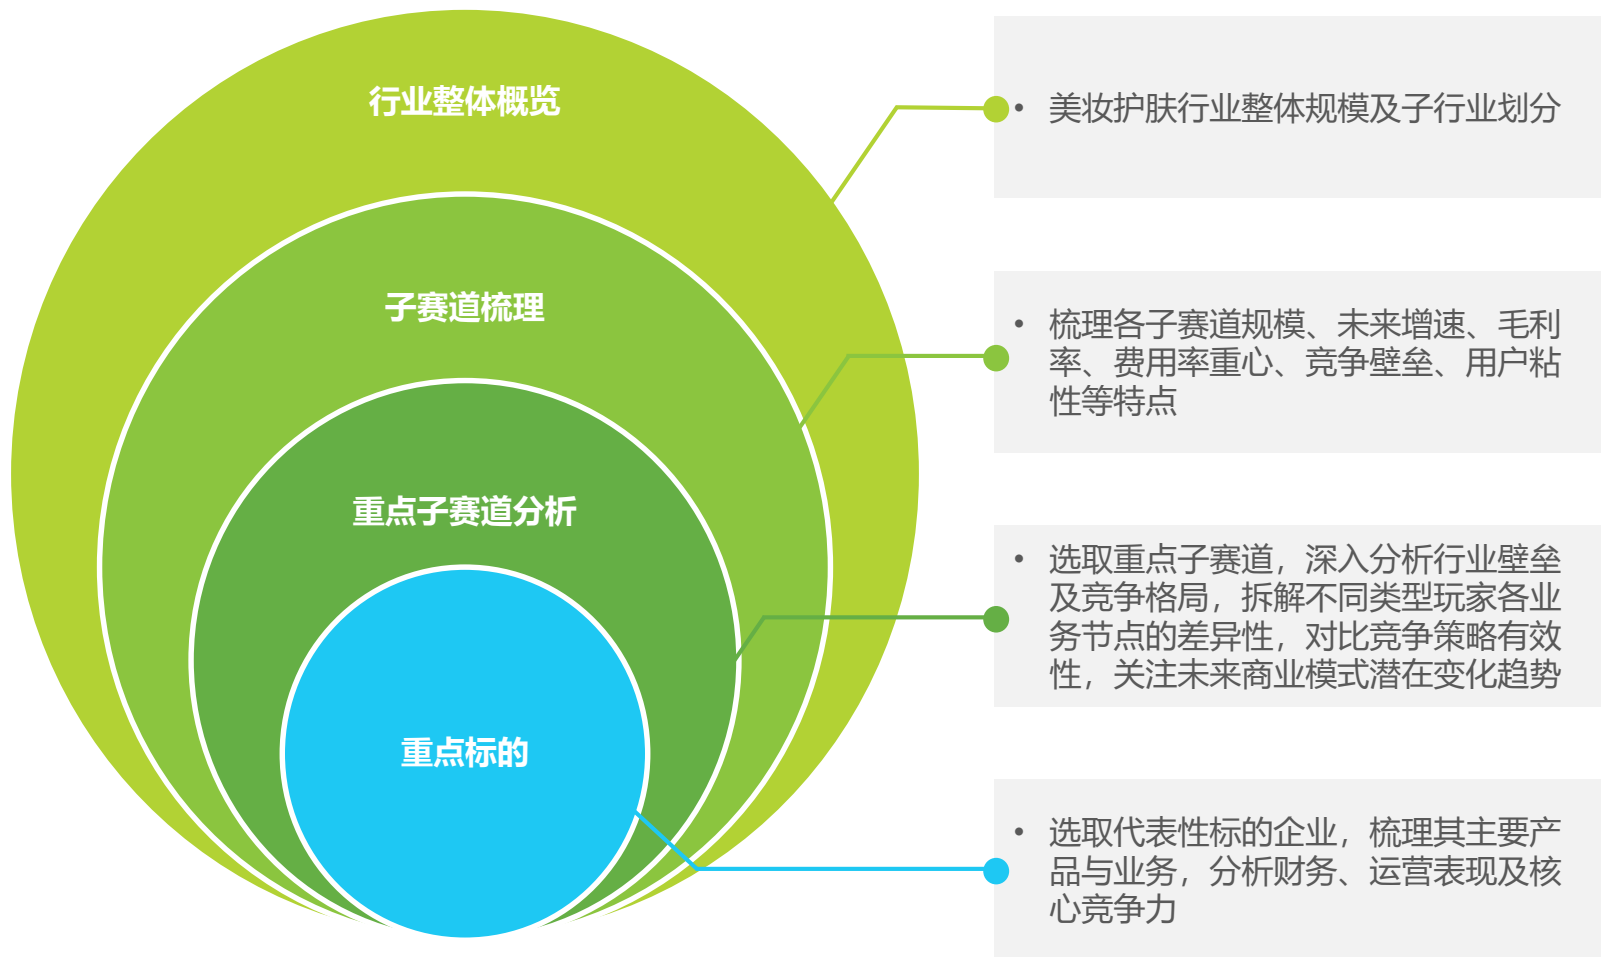 行业整体概览
• 美妆护肤行业整体规模及子行业划分
子赛道梳理
• 梳理各子赛道规模、未来增速、毛利
率、费用率重心、竞争壁垒、用户粘
性等特点
重点子赛道分析
• 选取重点子赛道，深入分析行业壁垒
及竞争格局，拆解不同类型玩家各业
务节点的差异性，对比竞争策略有效
性，关注未来商业模式潜在变化趋势
重点标的
• 选取代表性标的企业，梳理其主要产
品与业务，分析财务、运营表现及核
心竞争力